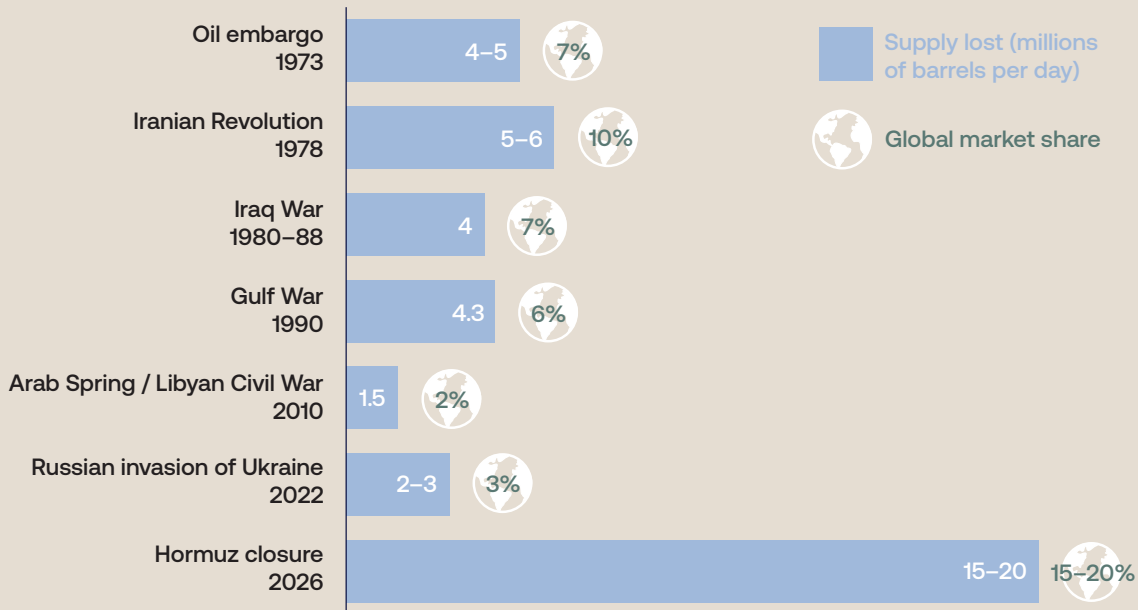 Oil embargo
1973
4–5
7%
Supply lost (millions
of barrels per day)
Iranian Revolution
1978
5–6
10%
Global market share
Iraq War
1980–88
4
7%
Gulf War
1990
4.3
6%
Arab Spring / Libyan Civil War
2010
1.5
2%
Russian invasion of Ukraine
2022
2–3
3%
Hormuz closure
2026
15–20
15–20%